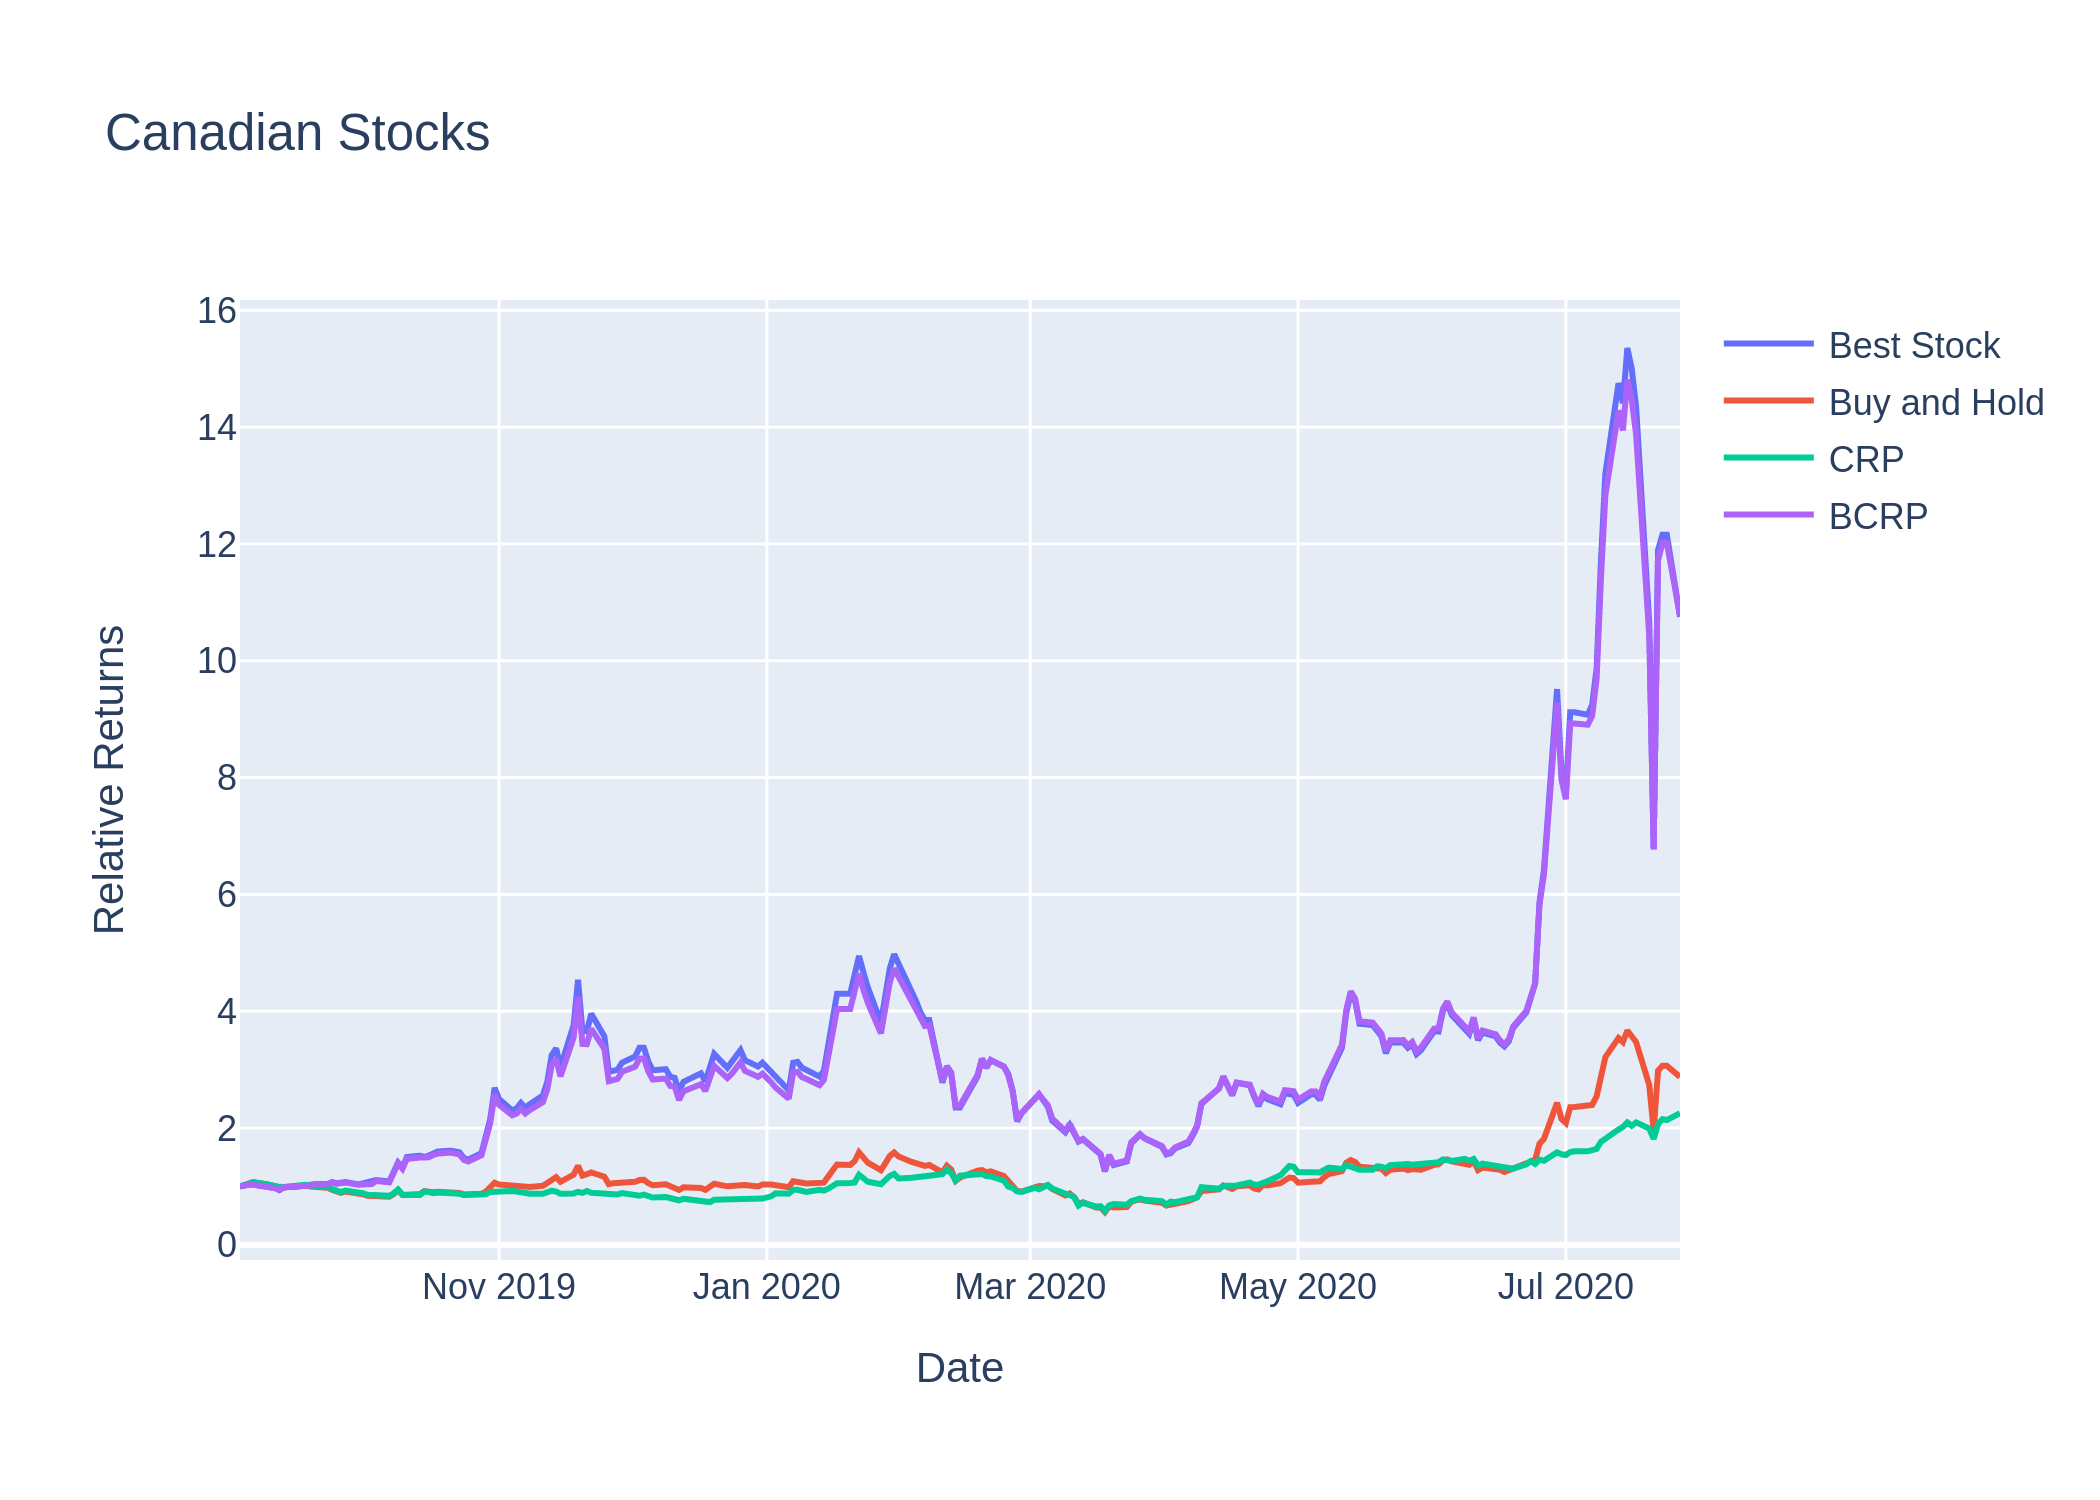 Canadian Stocks
16
14
12
10
8
6
4
2
0
Relative Returns
Nov 2019
Jan 2020
Mar 2020
May 2020
Jul 2020
Date
Best Stock
Buy and Hold
CRP
BCRP